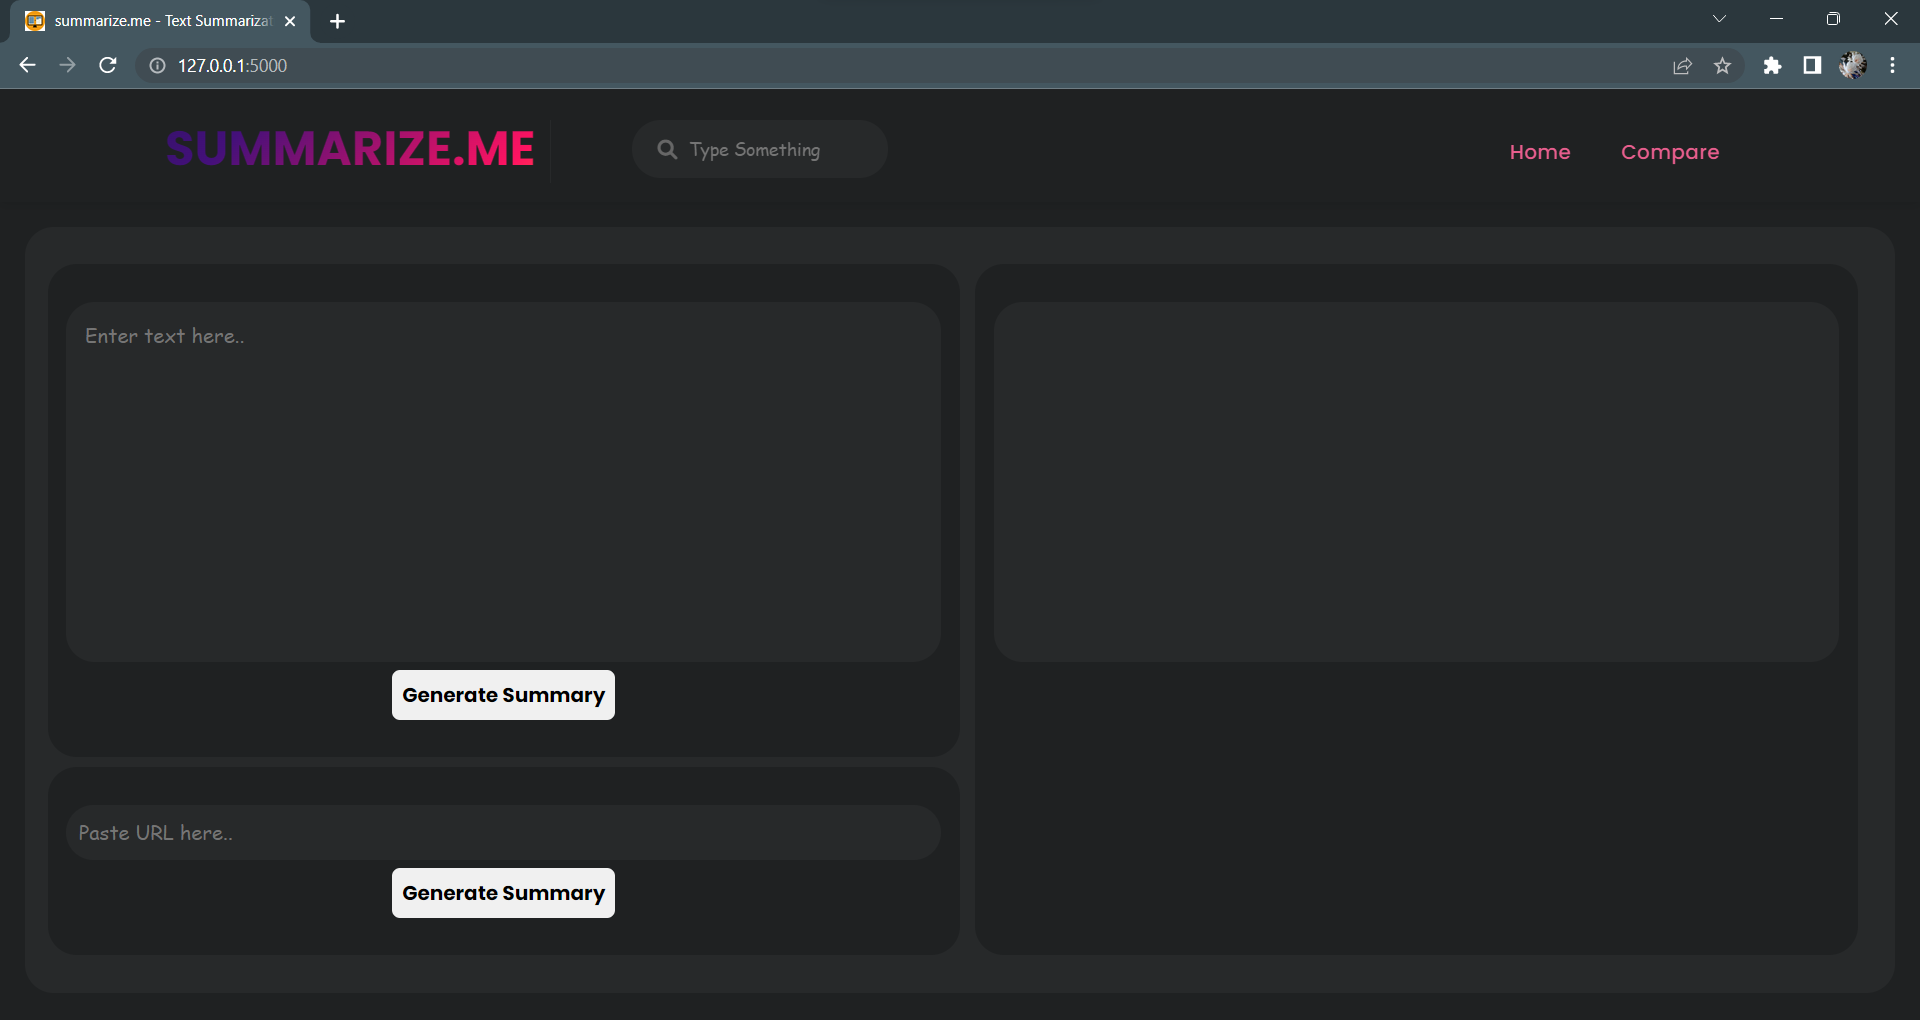 summarize.me - Text Summarizat
127.0.0.1:5000
SUMMARIZE.ME
Type Something
Home
Compare
Enter text here..
Generate Summary
Paste URL here..
Generate Summary